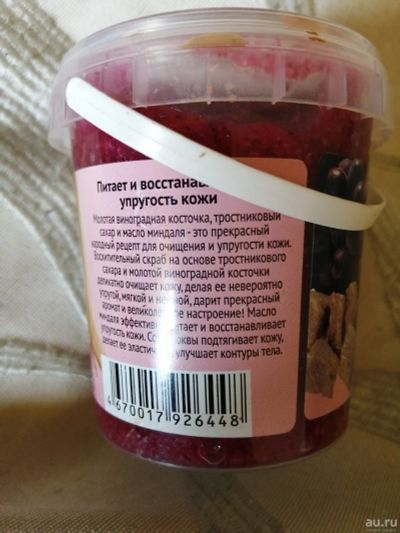 Питает и восстанав
упругость кожи
Молотая виноградная косточка, тростниковый
сахар и масло миндаля - это прекрасный
народный рецепт для очищения и упругости кожи.
Восхитительный скраб на основе тростникового
сахара и молотой виноградной косточки
деликатно очищает кожу, делая ее невероятно
упругой, мягкой и нежной, дарит прекрасный
аромат и великолепное настроение! Масло
миндаля эффективно питает и восстанавливает
упругость кожи. Сок клюквы подтягивает кожу,
делает ее эластичной, улучшает контуры тела.
4 670017 926448
au.ru